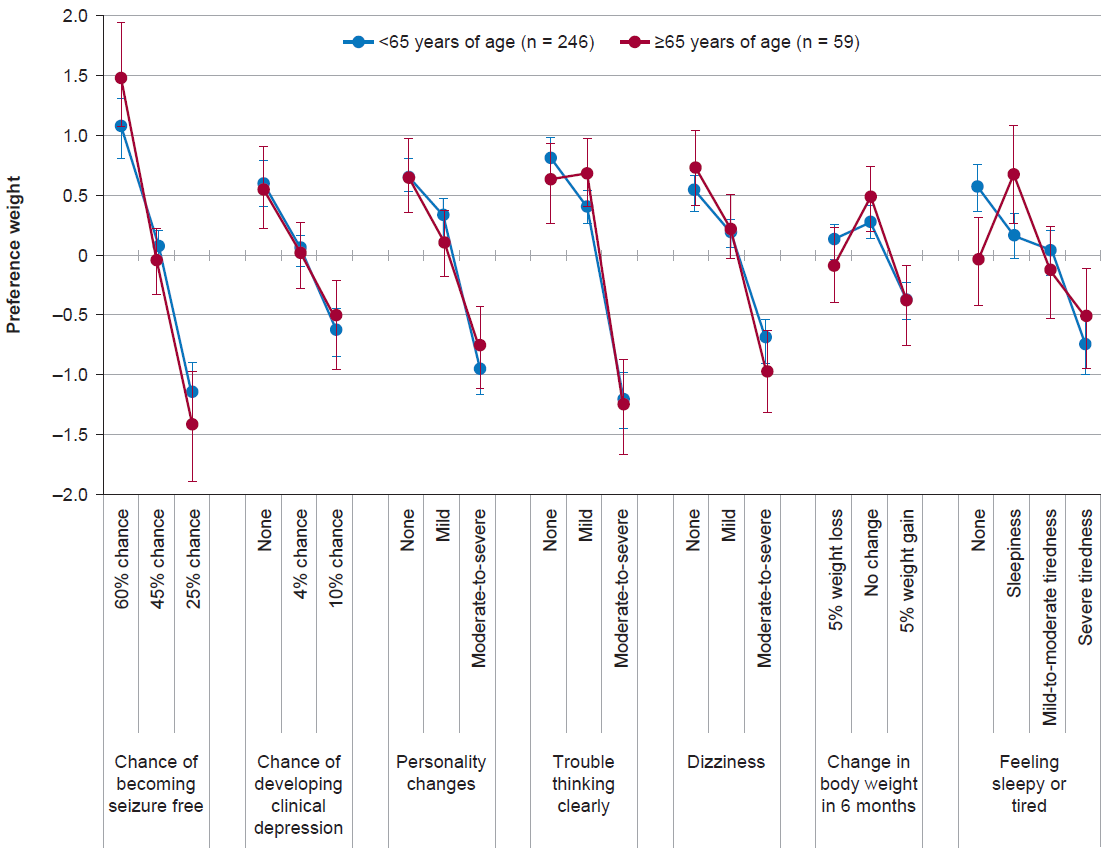 <65 years of age (n = 246)
≥65 years of age (n = 59)
Preference weight
2.0
1.5
1.0
0.5
0
–0.5
–1.0
–1.5
–2.0
60% chance
45% chance
25% chance
None
4% chance
10% chance
None
Mild
Moderate-to-severe
None
Mild
Moderate-to-severe
None
Mild
Moderate-to-severe
5% weight loss
No change
5% weight gain
None
Sleepiness
Mild-to-moderate tiredness
Severe tiredness
Chance of
becoming
seizure free
Chance of
developing
clinical
depression
Personality
changes
Trouble
thinking
clearly
Dizziness
Change in
body weight
in 6 months
Feeling
sleepy or
tired